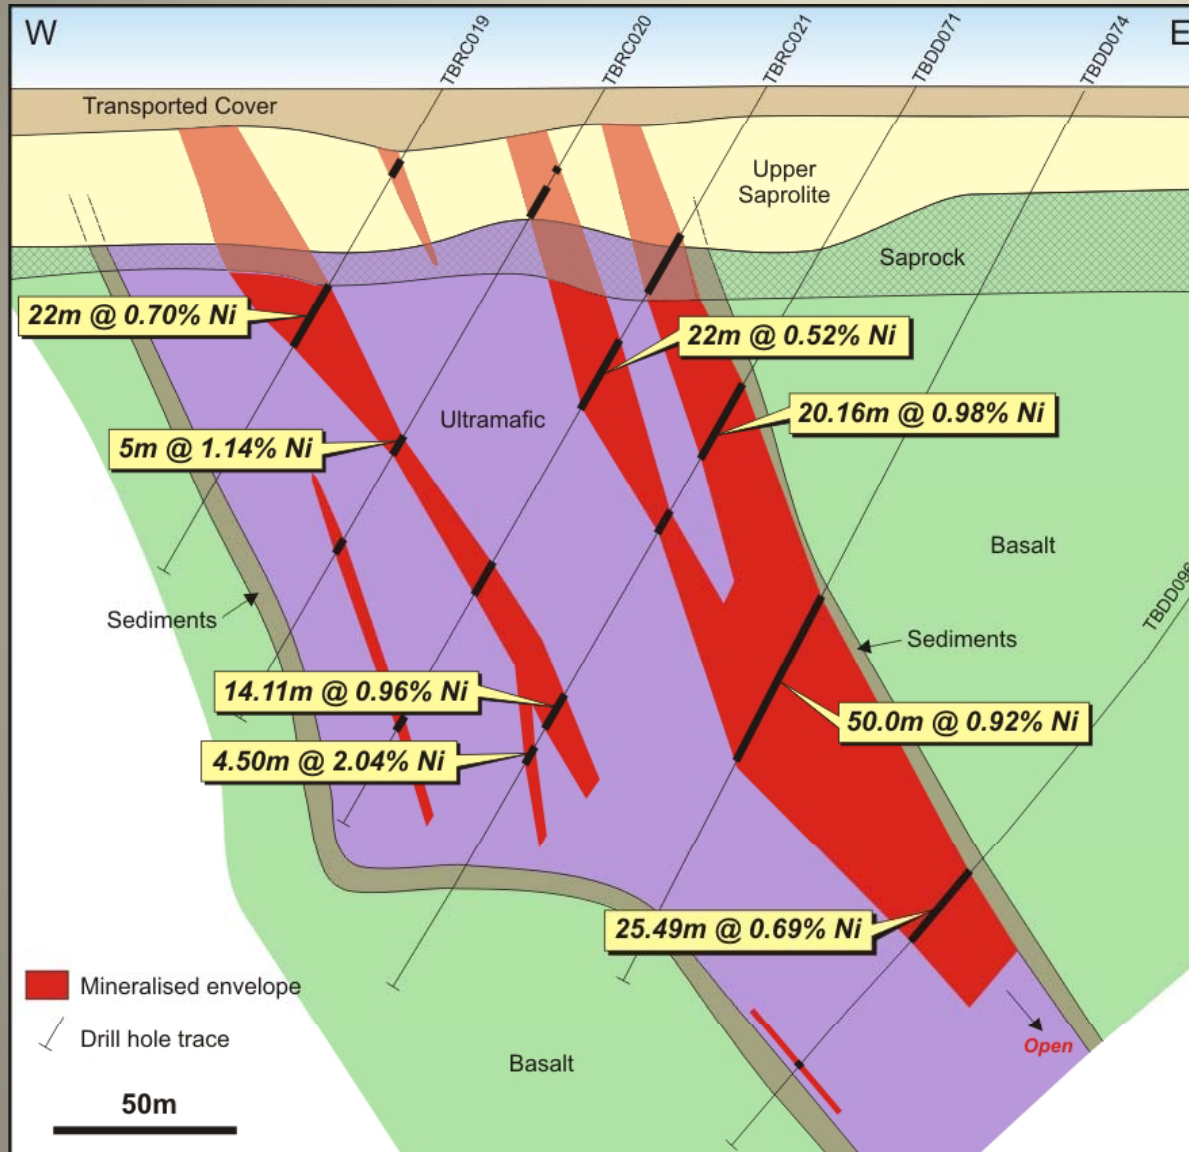 W
E
TBRC019
TBRC020
TBRC021
TBDD071
TBDD074
Transported Cover
Upper
Saprolite
Saprock
22m @ 0.70% Ni
22m @ 0.52% Ni
20.16m @ 0.98% Ni
Ultramafic
5m @ 1.14% Ni
Basalt
TBDD096
Sediments
Sediments
14.11m @ 0.96% Ni
50.0m @ 0.92% Ni
4.50m @ 2.04% Ni
25.49m @ 0.69% Ni
Mineralised envelope
Drill hole trace
Open
Basalt
50m